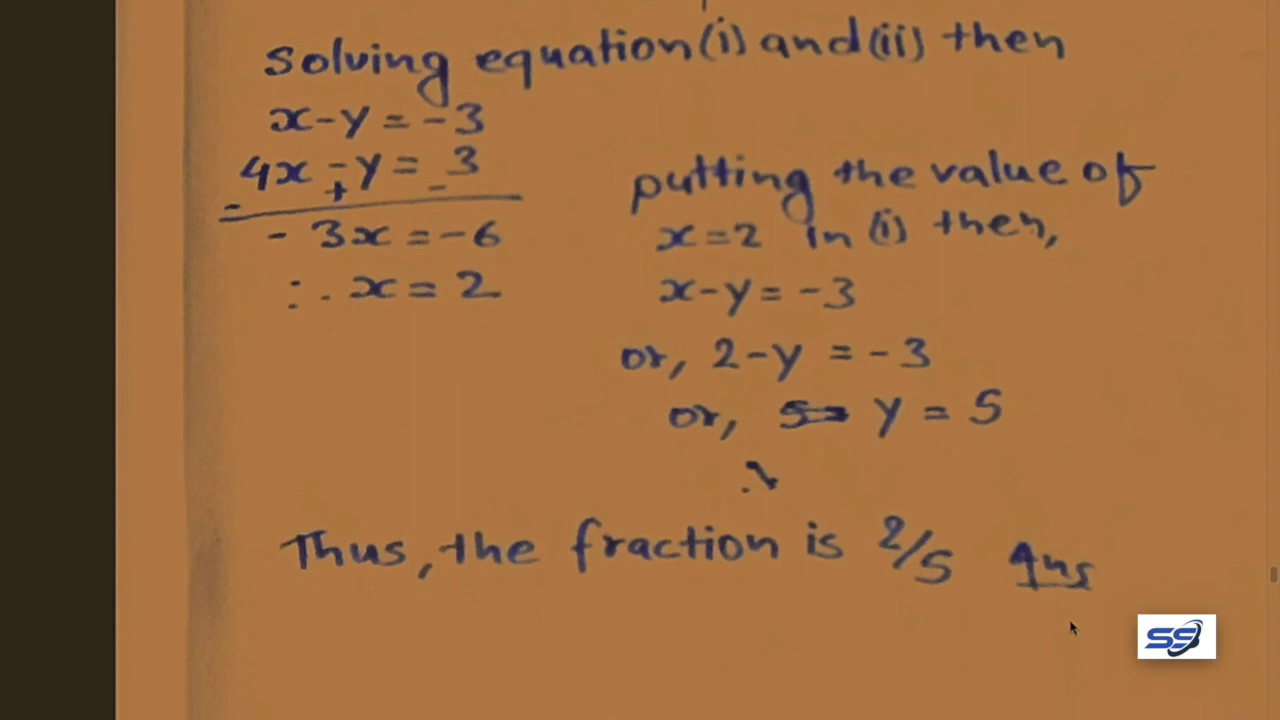 Solving equation (i) and (ii) then
x - y = -3
4x - y = 3
- + -
- 3x = -6
∴ x = 2
putting the value of
x = 2 in (i) then,
x - y = -3
or, 2 - y = -3
or, y = 5
Thus, the fraction is 2/5 Ans
SS